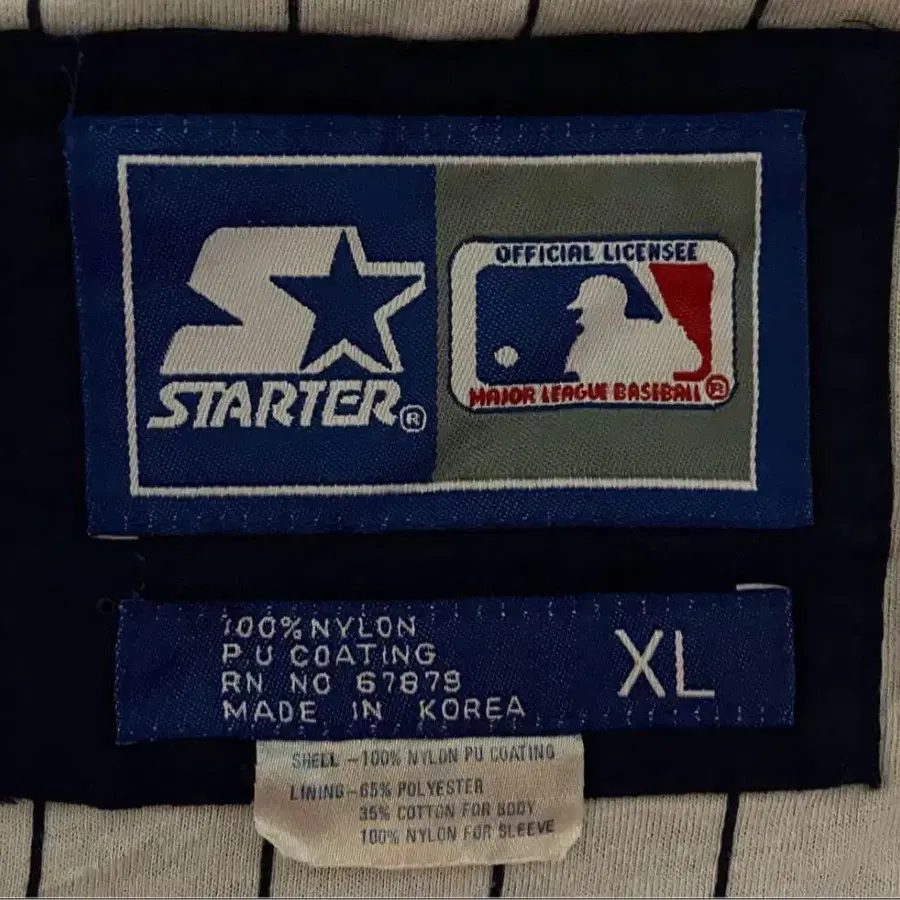 STARTER®
OFFICIAL LICENSEE
MAJOR LEAGUE BASEBALL®
100% NYLON
P.U COATING
RN NO 67879
MADE IN KOREA
XL
SHELL -100% NYLON PU COATING
LINING-65% POLYESTER
35% COTTON FOR BODY
100% NYLON FOR SLEEVE